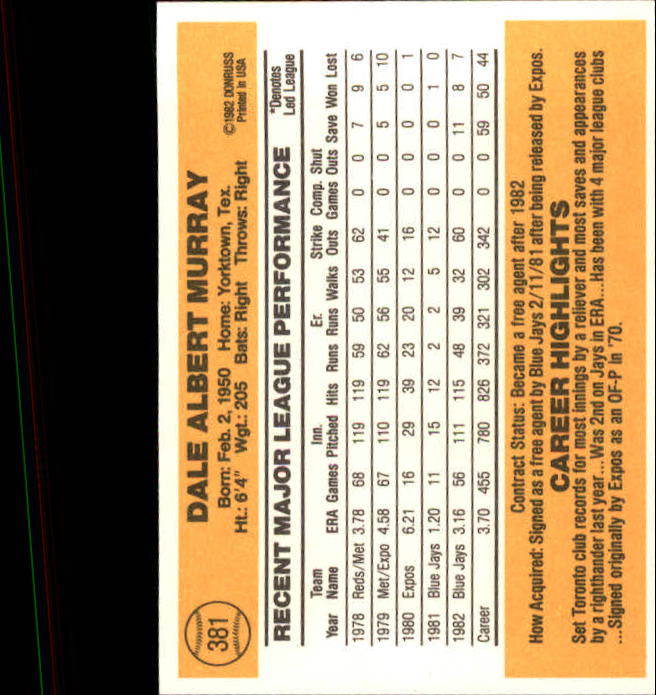 381
DALE ALBERT MURRAY
Born: Feb. 2, 1950 Home: Yorktown, Tex.
Ht.: 6'4" Wgt.: 205 Bats: Right Throws: Right
©1982 DONRUSS
Printed in USA
RECENT MAJOR LEAGUE PERFORMANCE
*Denotes
Led League
Team Inn. Er. Strike Comp. Shut
Year Name ERA Games Pitched Hits Runs Runs Walks Outs Games Outs Save Won Lost
1978 Reds/Met 3.78 68 119 119 59 50 53 62 0 0 7 9 6
1979 Met/Expo 4.58 67 110 119 62 56 55 41 0 0 5 5 10
1980 Expos 6.21 16 29 39 23 20 12 16 0 0 0 0 1
1981 Blue Jays 1.20 11 15 12 2 2 5 12 0 0 0 1 0
1982 Blue Jays 3.16 56 111 115 48 39 32 60 0 0 11 8 7
Career 3.70 455 780 826 372 321 302 342 0 0 59 50 44
Contract Status: Became a free agent after 1982
How Acquired: Signed as a free agent by Blue Jays 2/11/81 after being released by Expos.
CAREER HIGHLIGHTS
Set Toronto club records for most innings by a reliever and most saves and appearances
by a righthander last year...Was 2nd on Jays in ERA...Has been with 4 major league clubs
...Signed originally by Expos as an OF-P in '70.